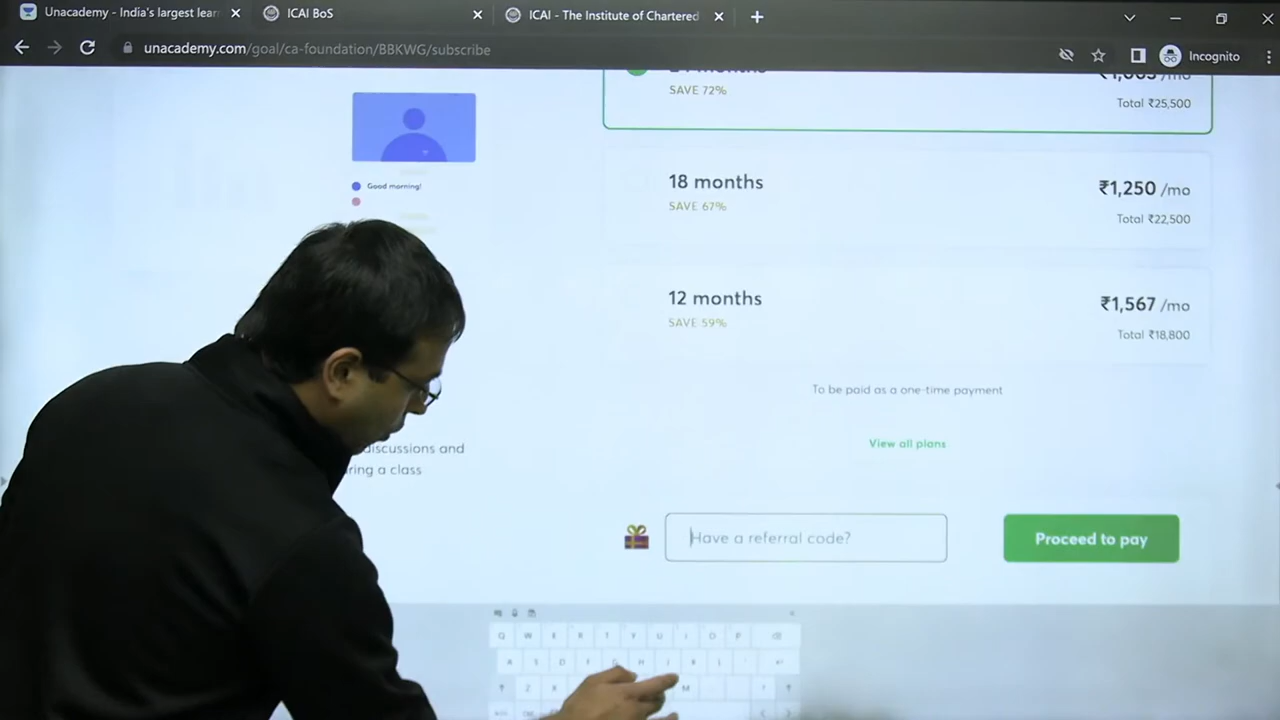 Unacademy - India's largest lear
ICAI BoS
ICAI - The Institute of Chartered
unacademy.com/goal/ca-foundation/BBKWG/subscribe
Incognito
SAVE 72%
Total ₹25,500
Good morning!
18 months
₹1,250 /mo
SAVE 67%
Total ₹22,500
12 months
₹1,567 /mo
SAVE 59%
Total ₹18,800
To be paid as a one-time payment
View all plans
discussions and
ring a class
Have a referral code?
Proceed to pay
Q W E R T Y U I O P
A S D F G H J K L
Z X M